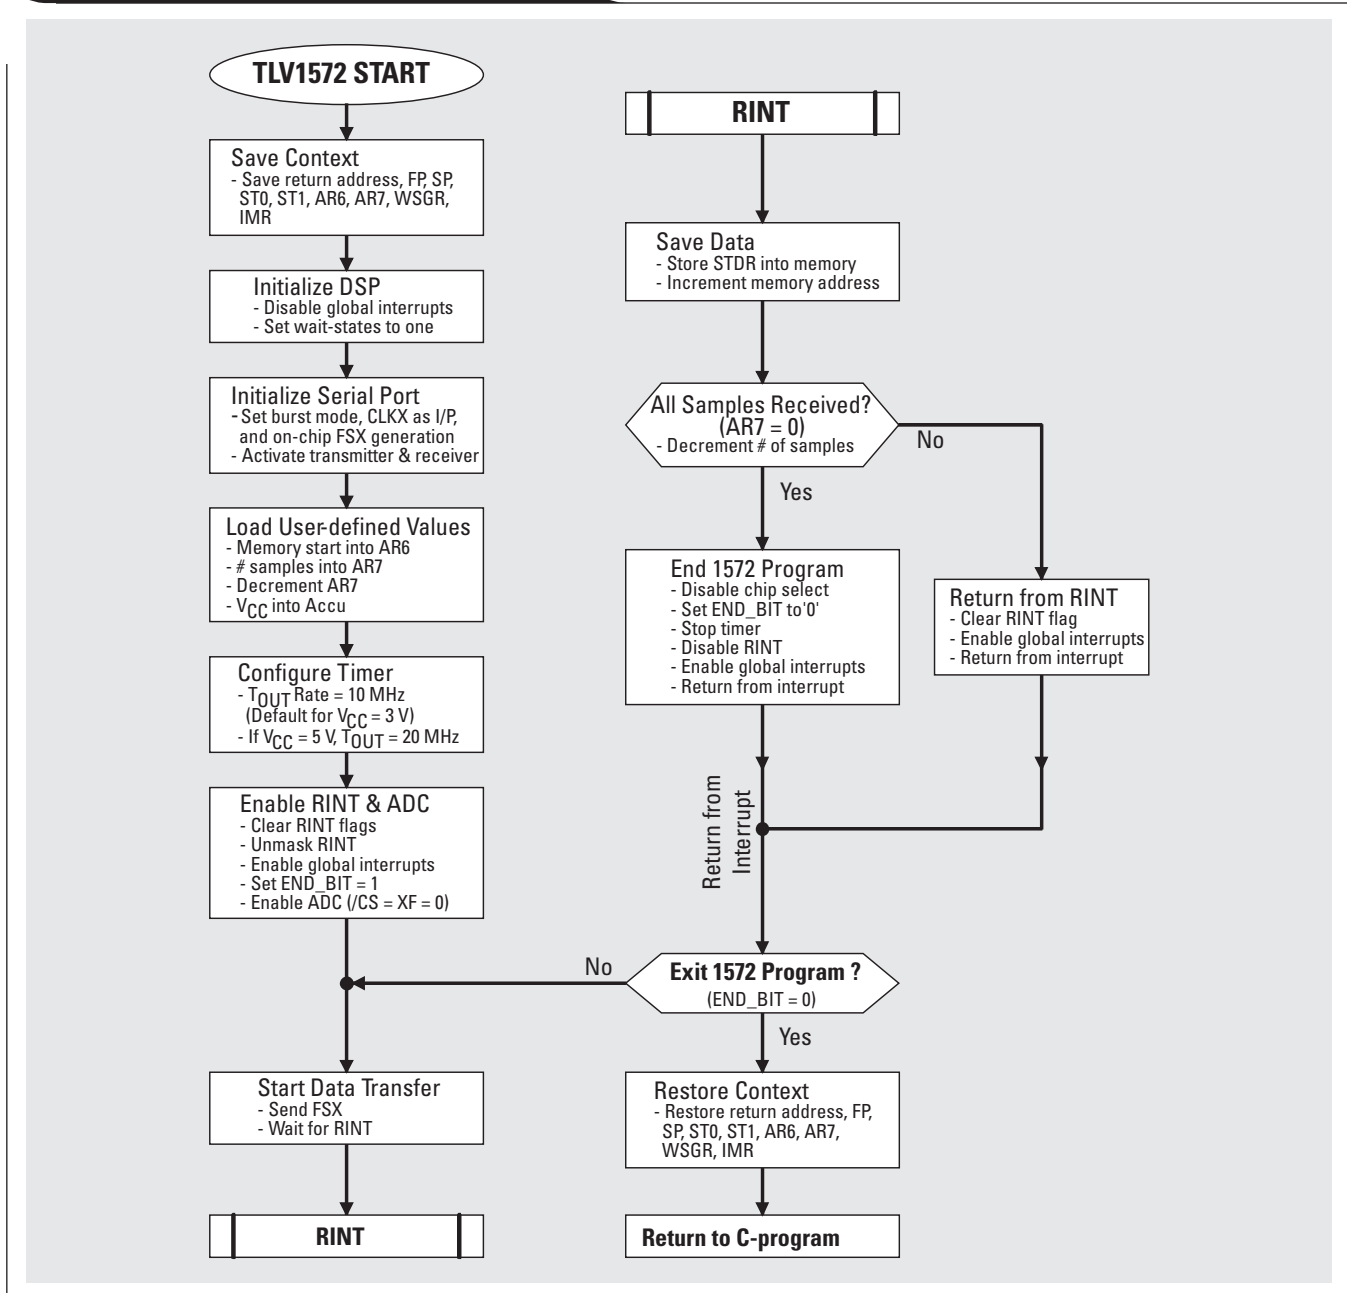 TLV1572 START
Save Context
- Save return address, FP, SP,
ST0, ST1, AR6, AR7, WSGR,
IMR
Initialize DSP
- Disable global interrupts
- Set wait-states to one
Initialize Serial Port
- Set burst mode, CLKX as I/P,
and on-chip FSX generation
- Activate transmitter & receiver
Load User-defined Values
- Memory start into AR6
- # samples into AR7
- Decrement AR7
- VCC into Accu
Configure Timer
- TOUT Rate = 10 MHz
(Default for VCC = 3 V)
- If VCC = 5 V, TOUT = 20 MHz
Enable RINT & ADC
- Clear RINT flags
- Unmask RINT
- Enable global interrupts
- Set END_BIT = 1
- Enable ADC (/CS = XF = 0)
Start Data Transfer
- Send FSX
- Wait for RINT
RINT
RINT
Save Data
- Store STDR into memory
- Increment memory address
All Samples Received?
(AR7 = 0)
- Decrement # of samples
No
Yes
End 1572 Program
- Disable chip select
- Set END_BIT to'0'
- Stop timer
- Disable RINT
- Enable global interrupts
- Return from interrupt
Return from RINT
- Clear RINT flag
- Enable global interrupts
- Return from interrupt
Return from
Interrupt
Exit 1572 Program ?
(END_BIT = 0)
No
Yes
Restore Context
- Restore return address, FP,
SP, ST0, ST1, AR6, AR7,
WSGR, IMR
Return to C-program